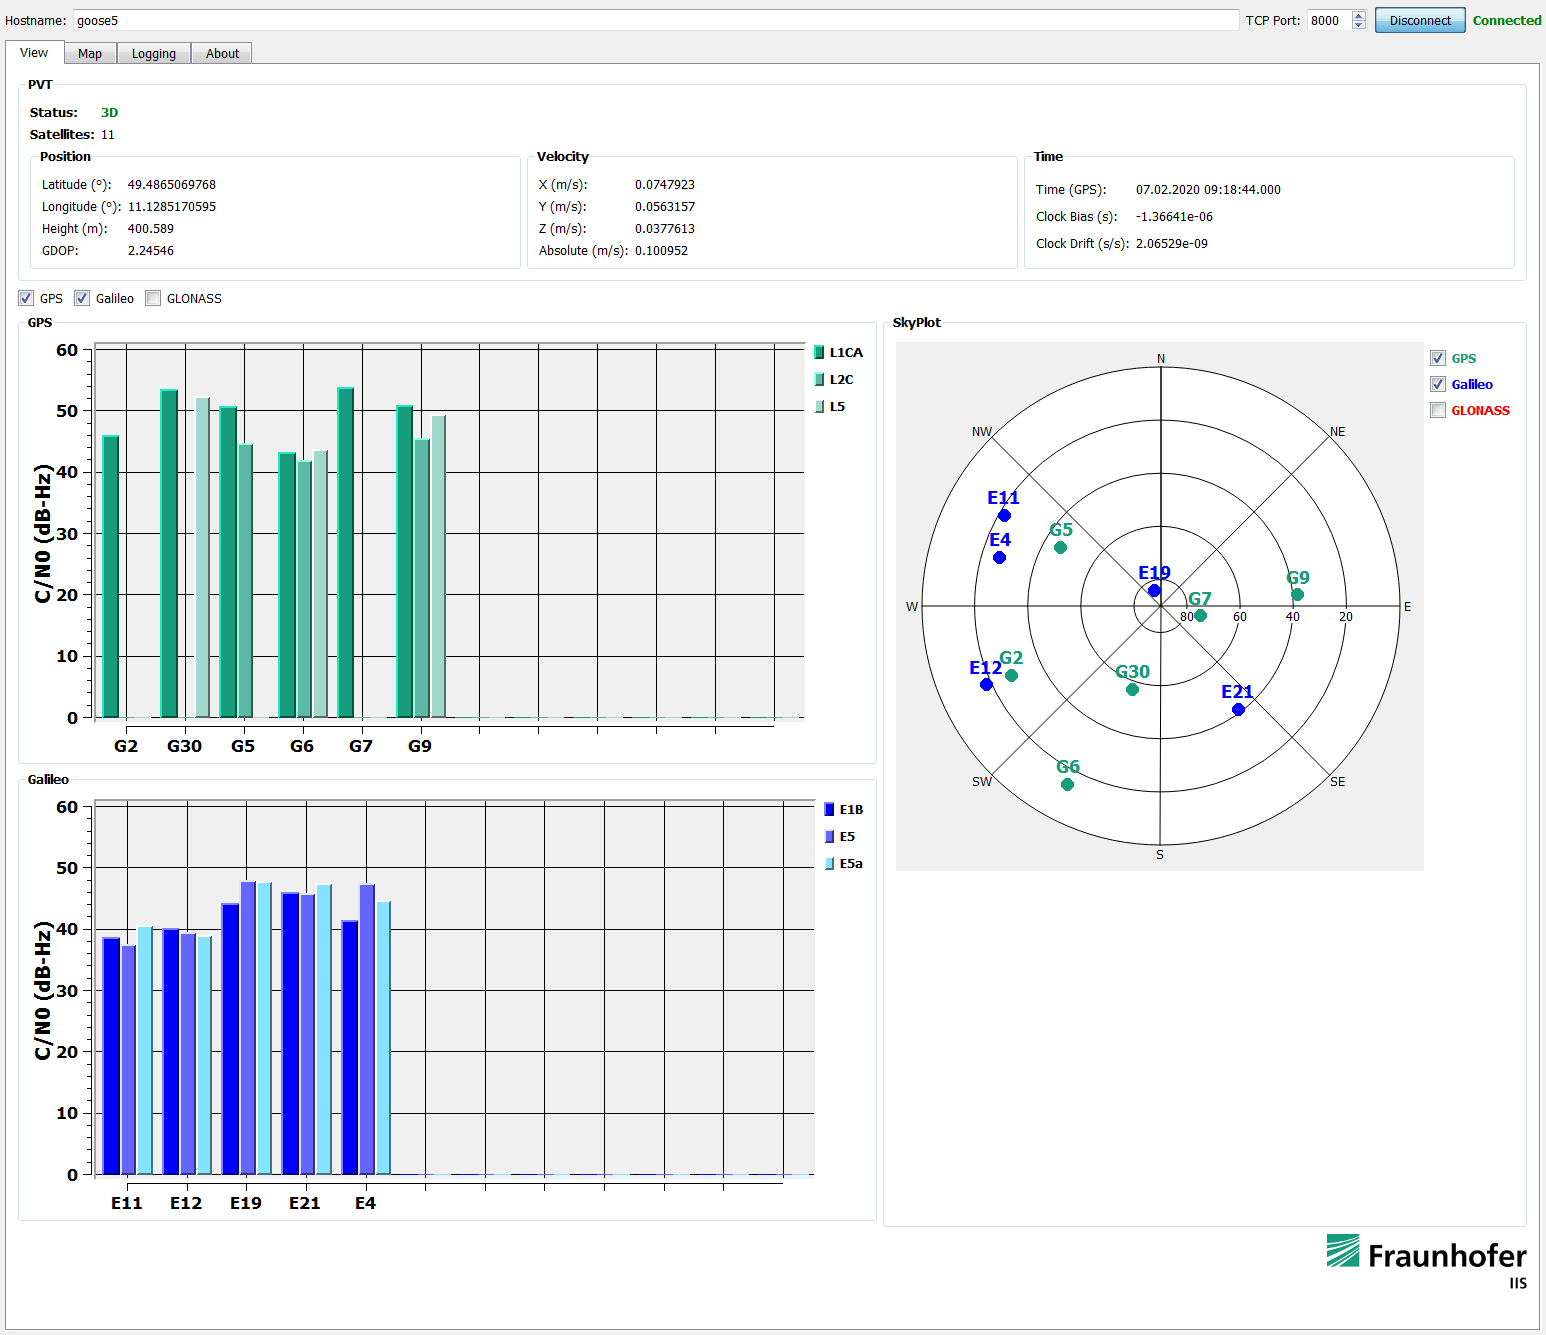 Hostname: goose5 TCP Port: 8000 Disconnect Connected
View Map Logging About
PVT
Status: 3D
Satellites: 11
Position
Latitude (°): 49.4865069768
Longitude (°): 11.1285170595
Height (m): 400.589
GDOP: 2.24546
Velocity
X (m/s): 0.0747923
Y (m/s): 0.0563157
Z (m/s): 0.0377613
Absolute (m/s): 0.100952
Time
Time (GPS): 07.02.2020 09:18:44.000
Clock Bias (s): -1.36641e-06
Clock Drift (s/s): 2.06529e-09
GPS Galileo GLONASS
GPS
C/N0 (dB-Hz)
60
50
40
30
20
10
0
G2 G30 G5 G6 G7 G9
L1CA
L2C
L5
Galileo
C/N0 (dB-Hz)
60
50
40
30
20
10
0
E11 E12 E19 E21 E4
E1B
E5
E5a
SkyPlot
N
NW NE
E11
G5
E4
E19
G9
G7
W E
80 60 40 20
G2
E12
G30
E21
G6
SW SE
S
GPS
Galileo
GLONASS
Fraunhofer
IIS